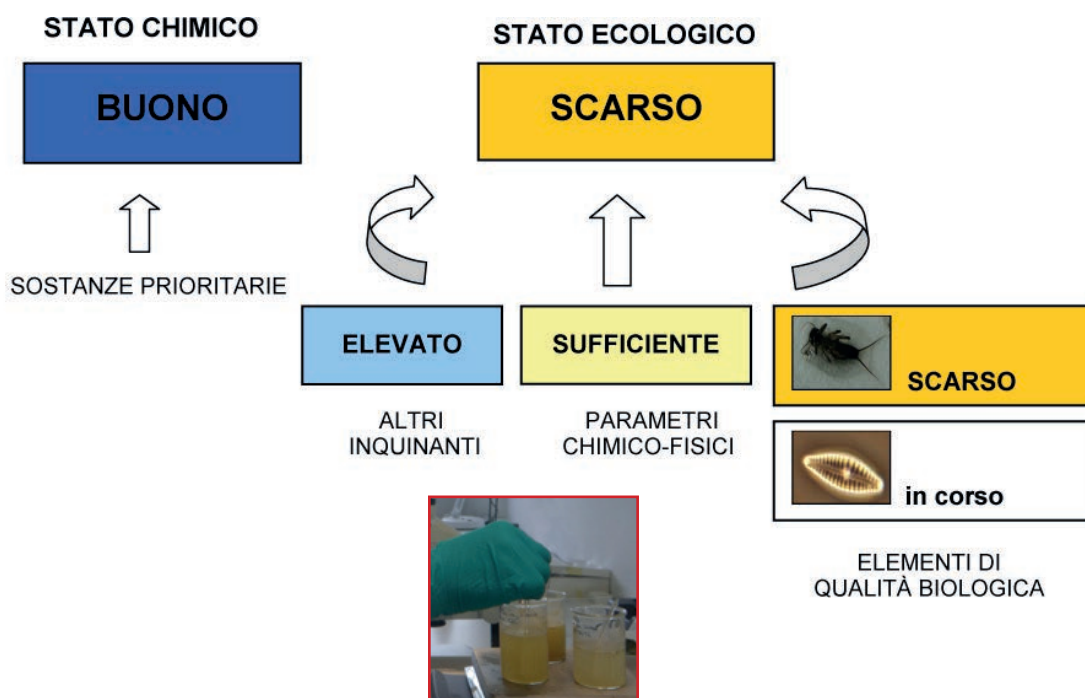 STATO CHIMICO
STATO ECOLOGICO
BUONO
SCARSO
SOSTANZE PRIORITARIE
ELEVATO
SUFFICIENTE
SCARSO
ALTRI
INQUINANTI
PARAMETRI
CHIMICO-FISICI
in corso
ELEMENTI DI
QUALITÀ BIOLOGICA